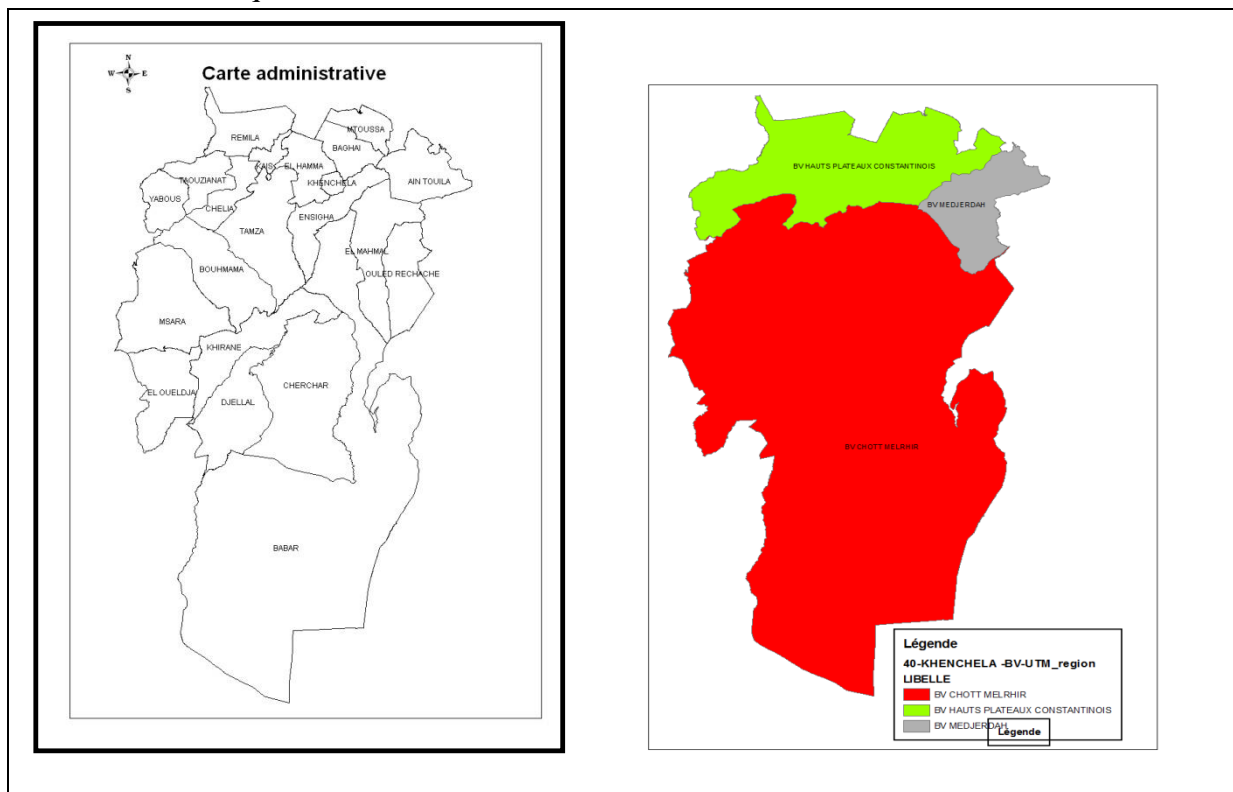 N
W E
S
Carte administrative
MTOUSSA
REMILA
BAGHAI
KAIS
EL HAMMA
TAOUZIANAT
KHENCHELA
AIN TOUILA
YABOUS
CHELIA
ENSIGHA
TAMZA
EL MAHMAL
BOUHMAMA
OULED RECHACHE
MSARA
KHIRANE
CHERCHAR
EL OUELDJA
DJELLAL
BABAR
BV HAUTS PLATEAUX CONSTANTINOIS
BV MEDJERDAH
BV CHOTT MELRHIR
Légende
40-KHENCHELA -BV-UTM_region
LIBELLE
BV CHOTT MELRHIR
BV HAUTS PLATEAUX CONSTANTINOIS
BV MEDJERDAH
Légende